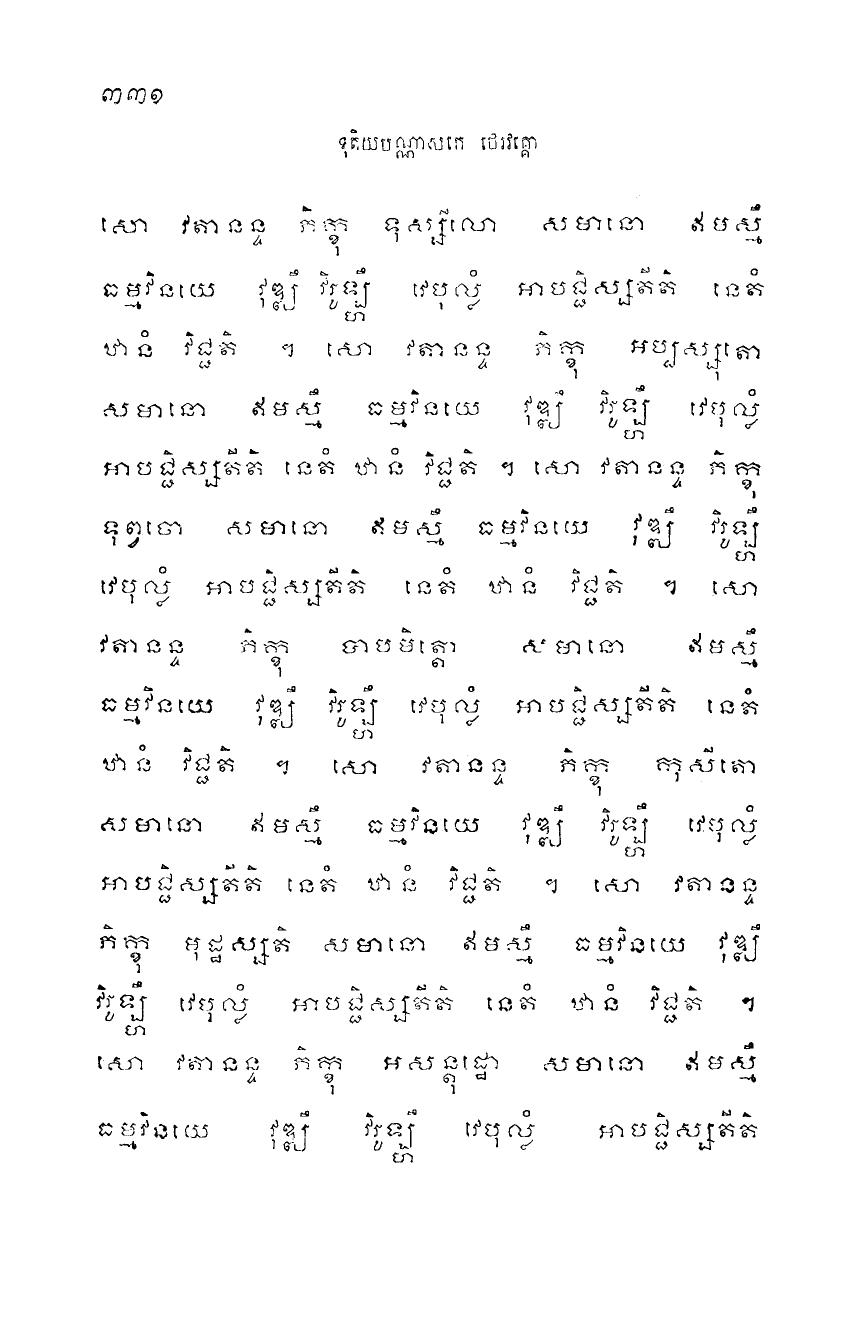 ៣៣១
ទុតិយបណ្ណាសកេ ថេរវគ្គោ
សោ វតានន្ទ ភិក្ខុ ទុស្សីលោ សមានោ ឥមស្មឹ
ធម្មវិនយេ វុឌ្ឍឹ វិរូឡ្ហឹ វេបុល្លំ អាបជ្ជិស្សតីតិ នេតំ
ឋានំ វិជ្ជតិ ។ សោ វតានន្ទ ភិក្ខុ អប្បស្សុតោ
សមានោ ឥមស្មឹ ធម្មវិនយេ វុឌ្ឍឹ វិរូឡ្ហឹ វេបុល្លំ
អាបជ្ជិស្សតីតិ នេតំ ឋានំ វិជ្ជតិ ។ សោ វតានន្ទ ភិក្ខុ
ទុព្វចោ សមានោ ឥមស្មឹ ធម្មវិនយេ វុឌ្ឍឹ វិរូឡ្ហឹ
វេបុល្លំ អាបជ្ជិស្សតីតិ នេតំ ឋានំ វិជ្ជតិ ។ សោ
វតានន្ទ ភិក្ខុ បាបមិត្តោ សមានោ ឥមស្មឹ
ធម្មវិនយេ វុឌ្ឍឹ វិរូឡ្ហឹ វេបុល្លំ អាបជ្ជិស្សតីតិ នេតំ
ឋានំ វិជ្ជតិ ។ សោ វតានន្ទ ភិក្ខុ កុសីតោ
សមានោ ឥមស្មឹ ធម្មវិនយេ វុឌ្ឍឹ វិរូឡ្ហឹ វេបុល្លំ
អាបជ្ជិស្សតីតិ នេតំ ឋានំ វិជ្ជតិ ។ សោ វតានន្ទ
ភិក្ខុ មុដ្ឋស្សតិ សមានោ ឥមស្មឹ ធម្មវិនយេ វុឌ្ឍឹ
វិរូឡ្ហឹ វេបុល្លំ អាបជ្ជិស្សតីតិ នេតំ ឋានំ វិជ្ជតិ ។
សោ វតានន្ទ ភិក្ខុ អសន្តុដ្ឋោ សមានោ ឥមស្មឹ
ធម្មវិនយេ វុឌ្ឍឹ វិរូឡ្ហឹ វេបុល្លំ អាបជ្ជិស្សតីតិ